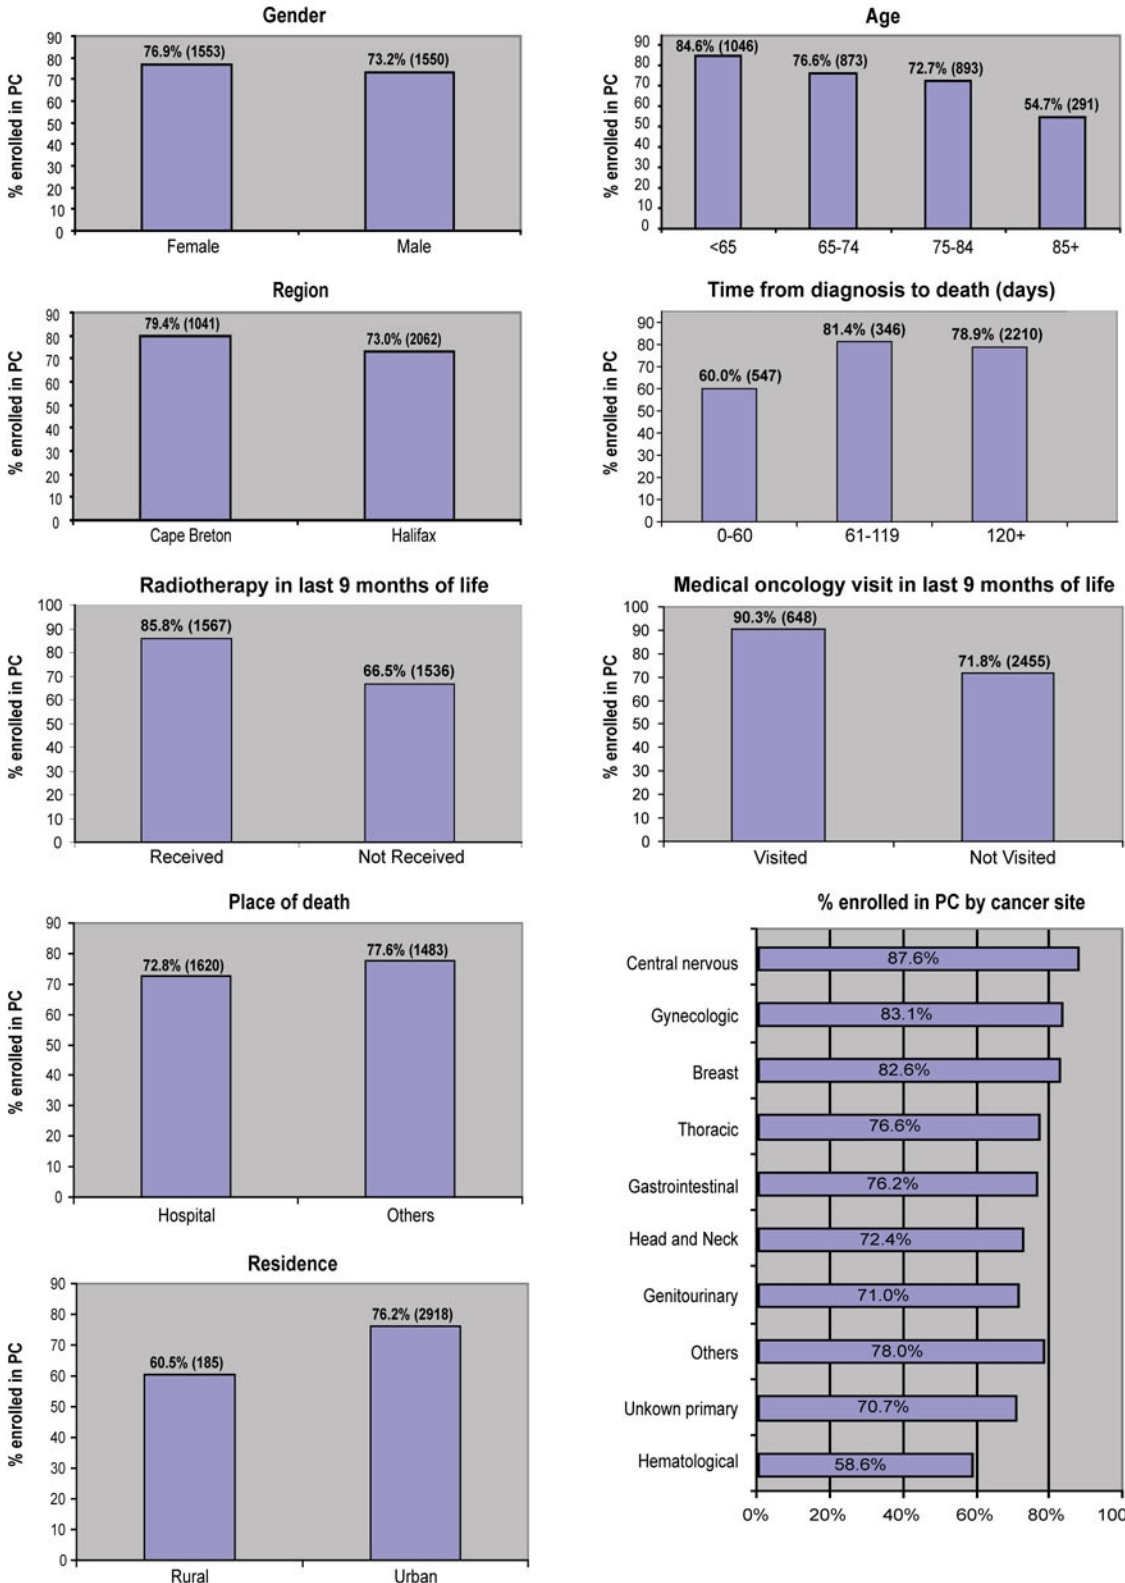 Gender
% enrolled in PC
90
80
70
60
50
40
30
20
10
0
76.9% (1553)
73.2% (1550)
Female
Male
Age
% enrolled in PC
90
80
70
60
50
40
30
20
10
0
84.6% (1046)
76.6% (873)
72.7% (893)
54.7% (291)
<65
65-74
75-84
85+
Region
% enrolled in PC
90
80
70
60
50
40
30
20
10
0
79.4% (1041)
73.0% (2062)
Cape Breton
Halifax
Time from diagnosis to death (days)
% enrolled in PC
90
80
70
60
50
40
30
20
10
0
60.0% (547)
81.4% (346)
78.9% (2210)
0-60
61-119
120+
Radiotherapy in last 9 months of life
% enrolled in PC
100
90
80
70
60
50
40
30
20
10
0
85.8% (1567)
66.5% (1536)
Received
Not Received
Medical oncology visit in last 9 months of life
% enrolled in PC
100
90
80
70
60
50
40
30
20
10
0
90.3% (648)
71.8% (2455)
Visited
Not Visited
Place of death
% enrolled in PC
90
80
70
60
50
40
30
20
10
0
72.8% (1620)
77.6% (1483)
Hospital
Others
% enrolled in PC by cancer site
Central nervous 87.6%
Gynecologic 83.1%
Breast 82.6%
Thoracic 76.6%
Gastrointestinal 76.2%
Head and Neck 72.4%
Genitourinary 71.0%
Others 78.0%
Unkown primary 70.7%
Hematological 58.6%
0% 20% 40% 60% 80% 100
Residence
% enrolled in PC
90
80
70
60
50
40
30
20
10
0
60.5% (185)
76.2% (2918)
Rural
Urban